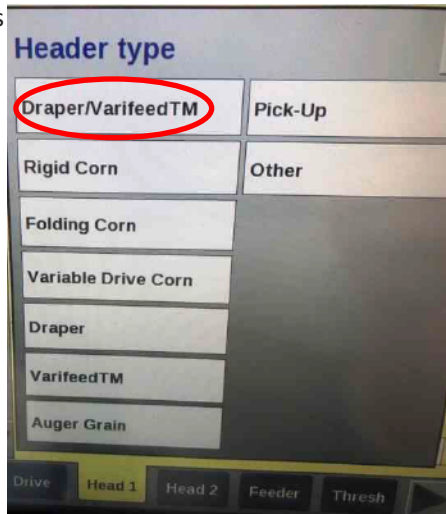 s
Header type
Draper/VarifeedTM
Pick-Up
Rigid Corn
Other
Folding Corn
Variable Drive Corn
Draper
VarifeedTM
Auger Grain
Drive
Head 1
Head 2
Feeder
Thresh